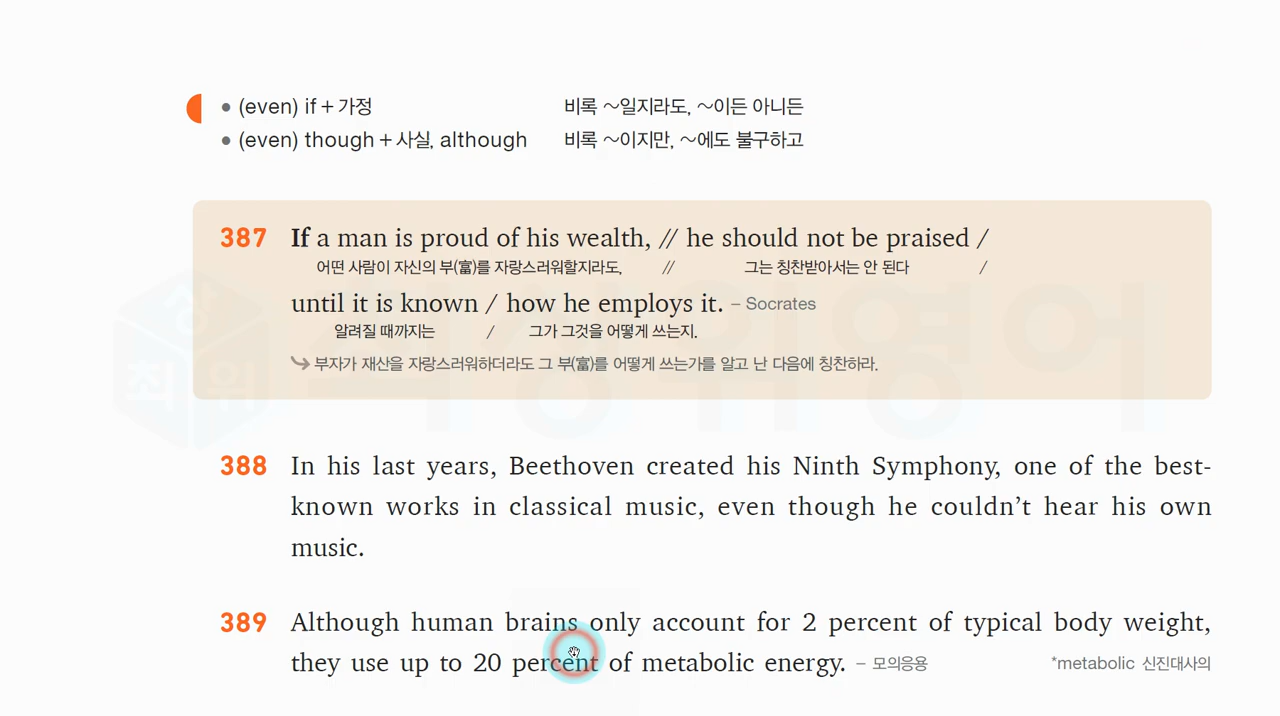 • (even) if + 가정 비록 ~일지라도, ~이든 아니든
• (even) though + 사실, although 비록 ~이지만, ~에도 불구하고
387 If a man is proud of his wealth, // he should not be praised /
어떤 사람이 자신의 부(富)를 자랑스러워할지라도, // 그는 칭찬받아서는 안 된다 /
until it is known / how he employs it. – Socrates
알려질 때까지는 / 그가 그것을 어떻게 쓰는지.
↪ 부자가 재산을 자랑스러워하더라도 그 부(富)를 어떻게 쓰는가를 알고 난 다음에 칭찬하라.
388 In his last years, Beethoven created his Ninth Symphony, one of the best-
known works in classical music, even though he couldn't hear his own
music.
389 Although human brains only account for 2 percent of typical body weight,
they use up to 20 percent of metabolic energy. – 모의응용 *metabolic 신진대사의
최상위영어
강
최 위